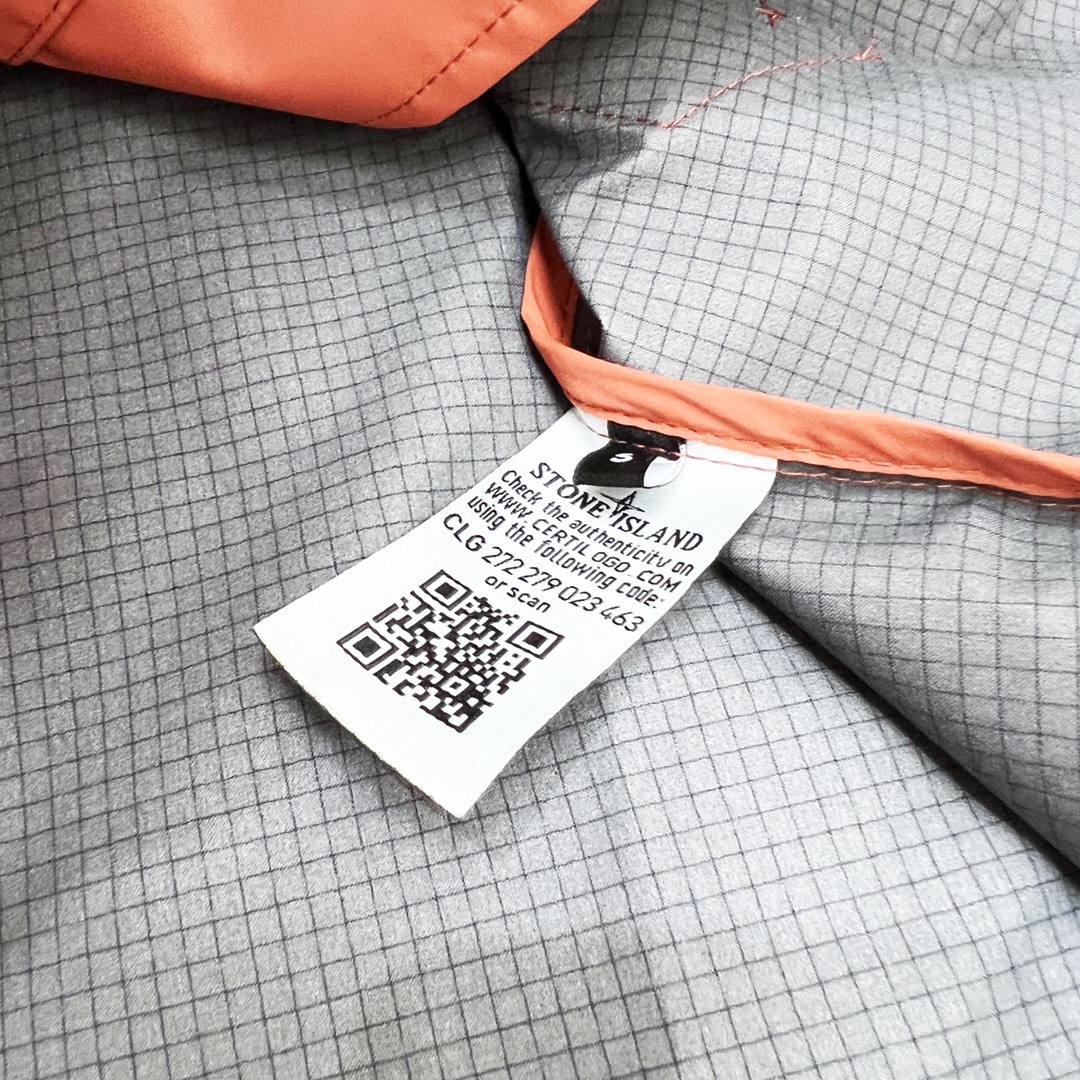 S
STONE ISLAND
Check the authenticity on
WWW.CERTILOGO.COM
using the following code:
CLG 272 279 023 463
or scan